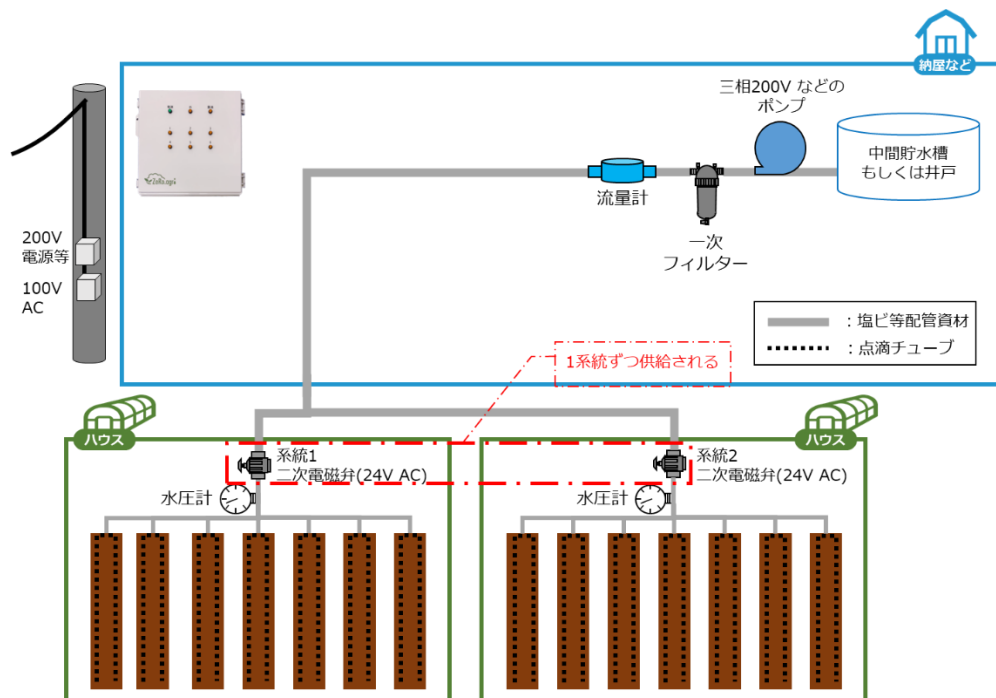 納屋など
三相200V などの
ポンプ
中間貯水槽
もしくは井戸
流量計
一次
フィルター
200V
電源等
100V
AC
：塩ビ等配管資材
：点滴チューブ
1系統ずつ供給される
ハウス
ハウス
系統1
二次電磁弁(24V AC)
水圧計
系統2
二次電磁弁(24V AC)
水圧計